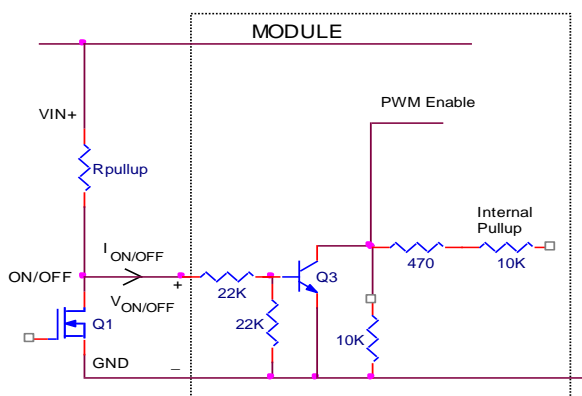 MODULE
PWM Enable
VIN+
Rpullup
Internal
Pullup
I ON/OFF
ON/OFF
+
22K
Q3
470
10K
V ON/OFF
Q1
22K
10K
GND
_